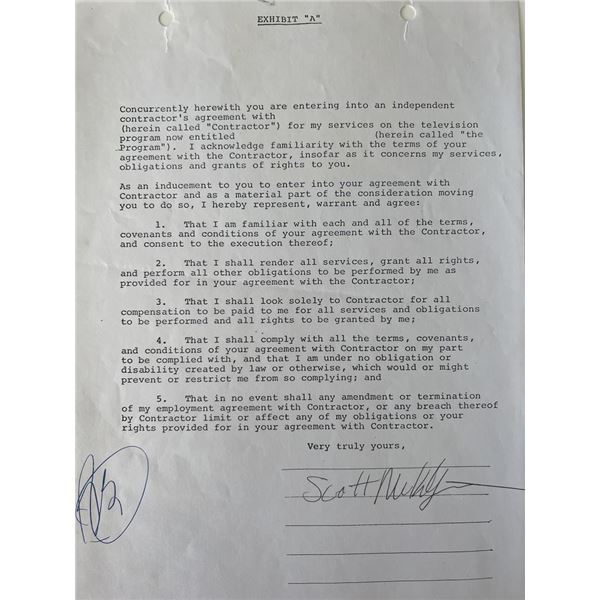 EXHIBIT "A"
Concurrently herewith you are entering into an independent
contractor's agreement with
(herein called "Contractor") for my services on the television
program now entitled (herein called "the
Program"). I acknowledge familiarity with the terms of your
agreement with the Contractor, insofar as it concerns my services,
obligations and grants of rights to you.
As an inducement to you to enter into your agreement with
Contractor and as a material part of the consideration moving
you to do so, I hereby represent, warrant and agree:
1. That I am familiar with each and all of the terms,
covenants and conditions of your agreement with the Contractor,
and consent to the execution thereof;
2. That I shall render all services, grant all rights,
and perform all other obligations to be performed by me as
provided for in your agreement with the Contractor;
3. That I shall look solely to Contractor for all
compensation to be paid to me for all services and obligations
to be performed and all rights to be granted by me;
4. That I shall comply with all the terms, covenants,
and conditions of your agreement with Contractor on my part
to be complied with, and that I am under no obligation or
disability created by law or otherwise, which would or might
prevent or restrict me from so complying; and
5. That in no event shall any amendment or termination
of my employment agreement with Contractor, or any breach thereof
by Contractor limit or affect any of my obligations or your
rights provided for in your agreement with Contractor.
Very truly yours,
Scott